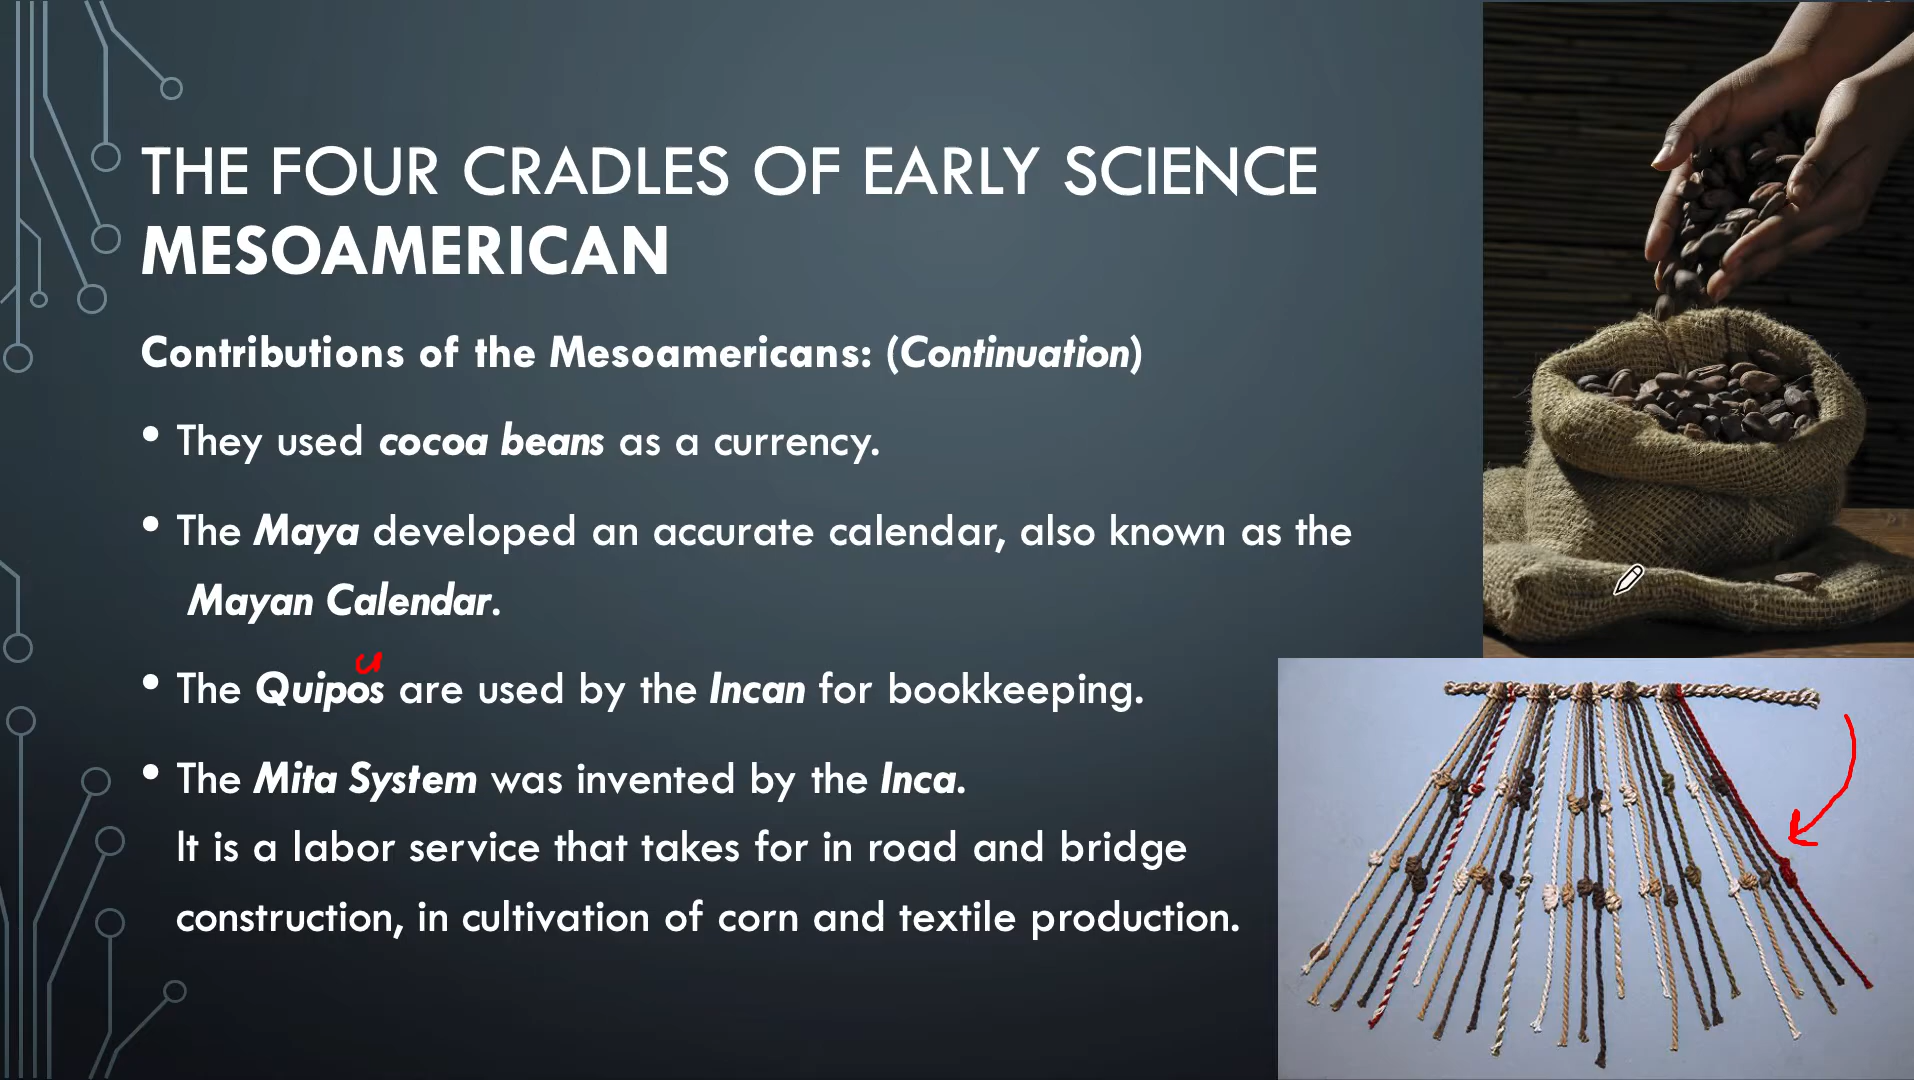 THE FOUR CRADLES OF EARLY SCIENCE
MESOAMERICAN
Contributions of the Mesoamericans: (Continuation)
• They used cocoa beans as a currency.
• The Maya developed an accurate calendar, also known as the
Mayan Calendar.
u
• The Quipos are used by the Incan for bookkeeping.
• The Mita System was invented by the Inca.
It is a labor service that takes for in road and bridge
construction, in cultivation of corn and textile production.